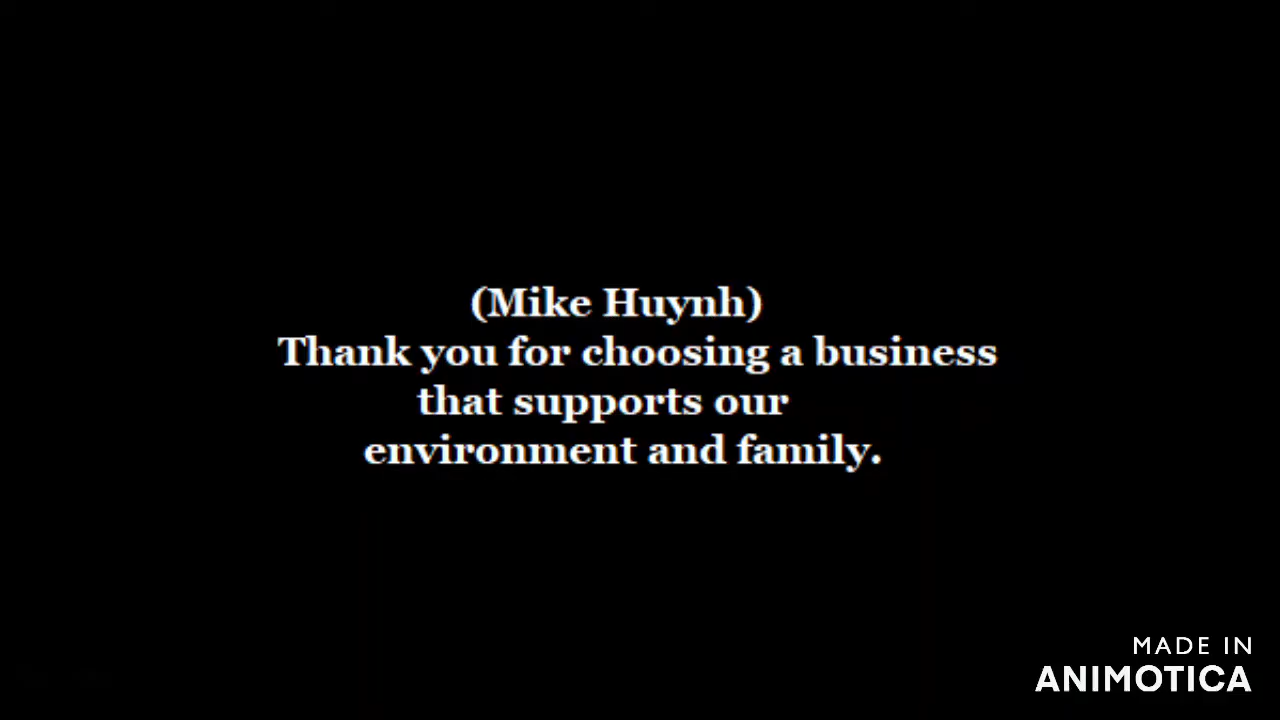 (Mike Huynh)
Thank you for choosing a business
that supports our
environment and family.
MADE IN
ANIMOTICA